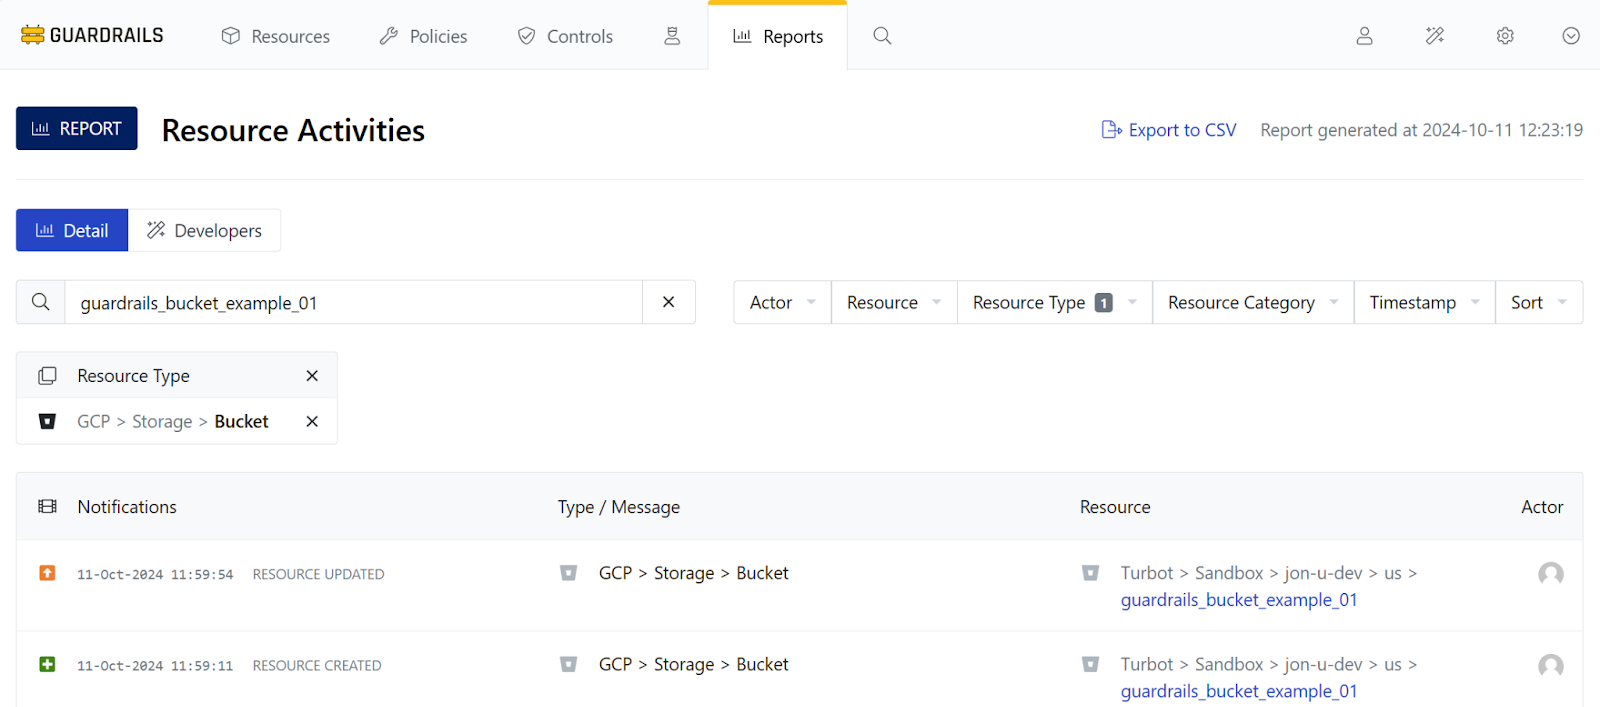 GUARDRAILS Resources Policies Controls Reports
REPORT Resource Activities Export to CSV Report generated at 2024-10-11 12:23:19
Detail Developers
guardrails_bucket_example_01 Actor Resource Resource Type 1 Resource Category Timestamp Sort
Resource Type
GCP > Storage > Bucket
Notifications Type / Message Resource Actor
11-Oct-2024 11:59:54 RESOURCE UPDATED GCP > Storage > Bucket Turbot > Sandbox > jon-u-dev > us >
guardrails_bucket_example_01
11-Oct-2024 11:59:11 RESOURCE CREATED GCP > Storage > Bucket Turbot > Sandbox > jon-u-dev > us >
guardrails_bucket_example_01